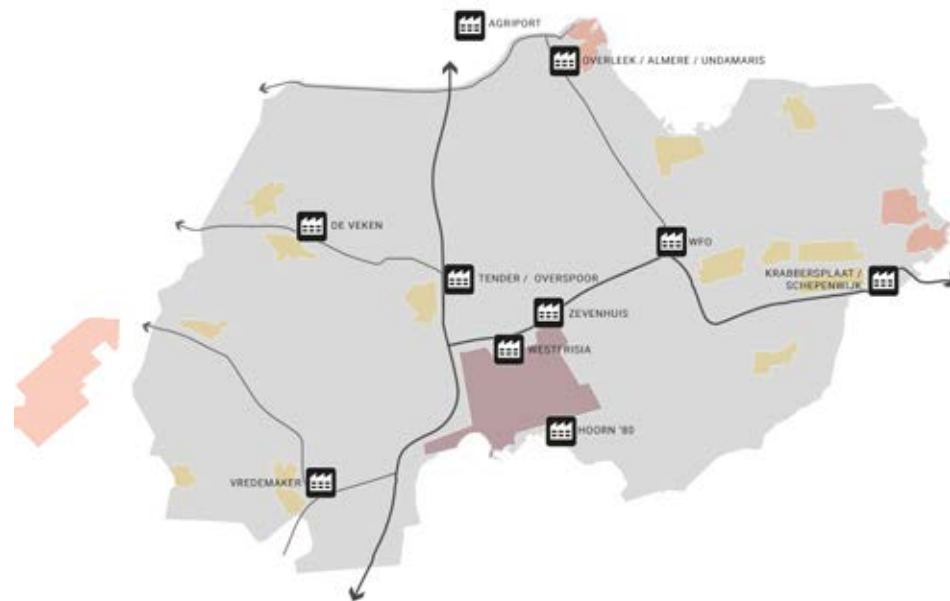 AGRIPORT
OVERLEEK / ALMERE / UNDAMARIS
DE VEKEN
WFO
TENDER / OVERSPOOR
KRABBERSPLAAT /
SCHEPENWIJK
ZEVENHUIS
WESTFRISIA
HOORN '80
VREDEMAKER